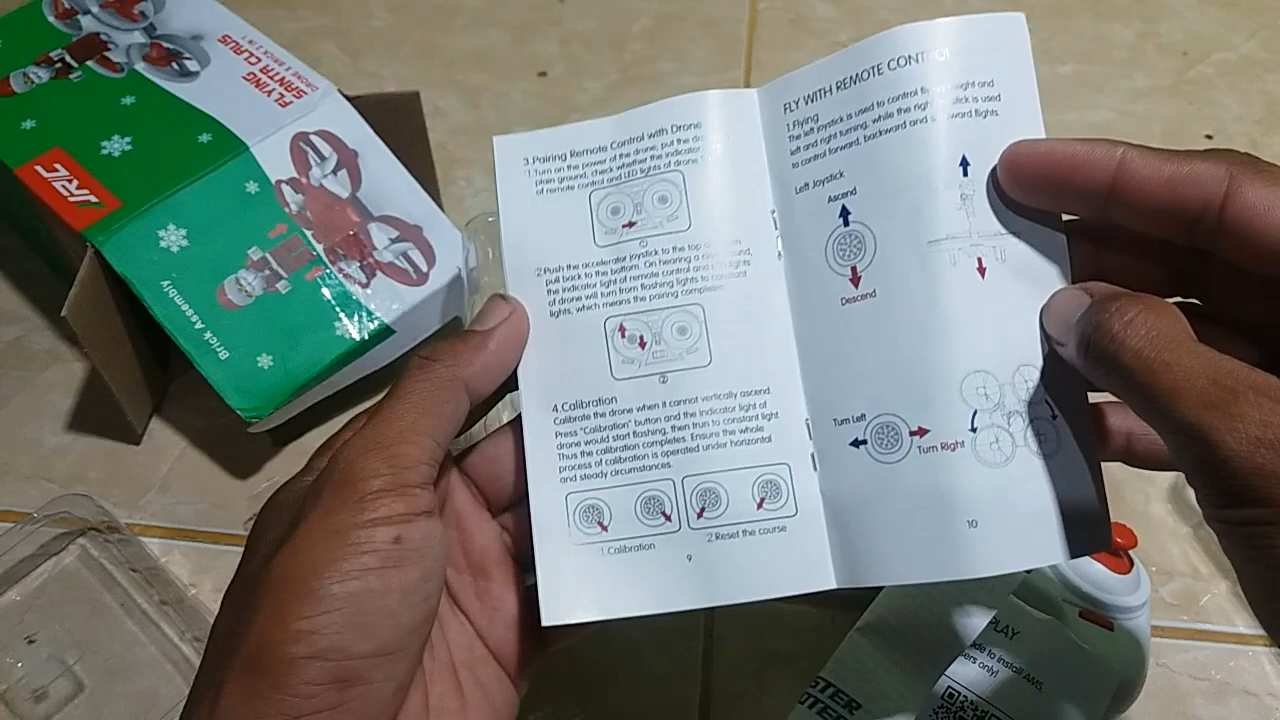 FLYING
SANTA CLAUS
DRONE X BRICK 2 IN 1
JJRC
Brick Assembly
3.Pairing Remote Control with Drone
1.Turn on the power of the drone, put the
plain ground, check whether the indicator
of remote control and LED lights of drone
①
2.Push the accelerator joystick to the top
pull back to the bottom. On hearing a
the indicator light of remote control and lights
of drone will turn from flashing lights to constant
lights, which means the pairing
②
4.Calibration
Calibrate the drone when it cannot vertically ascend.
Press "Calibration" button and the indicator light of
drone would start flashing, then trun to constant light.
Thus the calibration completes. Ensure the whole
process of calibration is operated under horizontal
and steady circumstances.
1.Calibration
2.Reset the course
9
FLY WITH REMOTE
1.Flying
The left joystick is used to control and
left and right turning, while the is used
to control forward, backward and flights.
Left Joystick
Ascend
Descend
Turn Left
Turn Right
10
PLAY
to install AMS.
only)